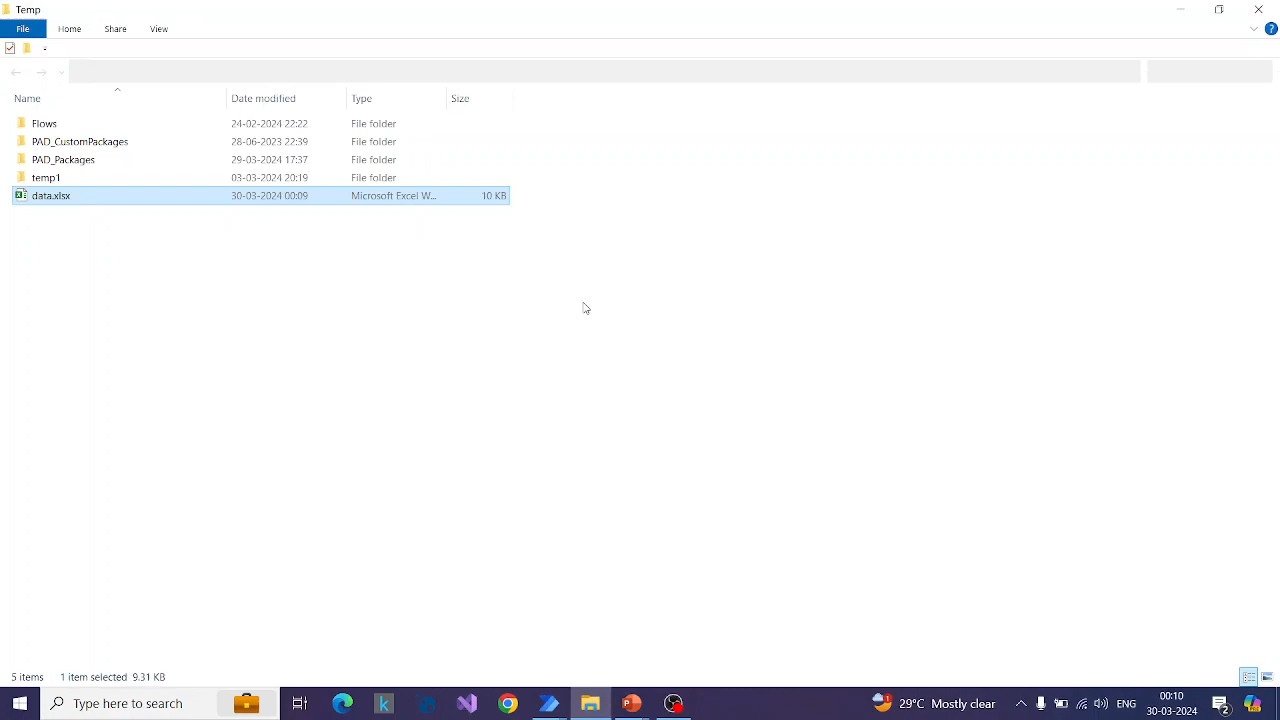 Temp
File Home Share View
Name Date modified Type Size
Flows 24-02-2024 22:22 File folder
PAD_CustomPackages 28-06-2023 22:39 File folder
PAD_Packages 29-03-2024 17:37 File folder
temp1 03-03-2024 20:19 File folder
data.xlsx 30-03-2024 00:09 Microsoft Excel W... 10 KB
5 items 1 item selected 9.31 KB
Type here to search 29°C Mostly clear ENG 00:10
30-03-2024